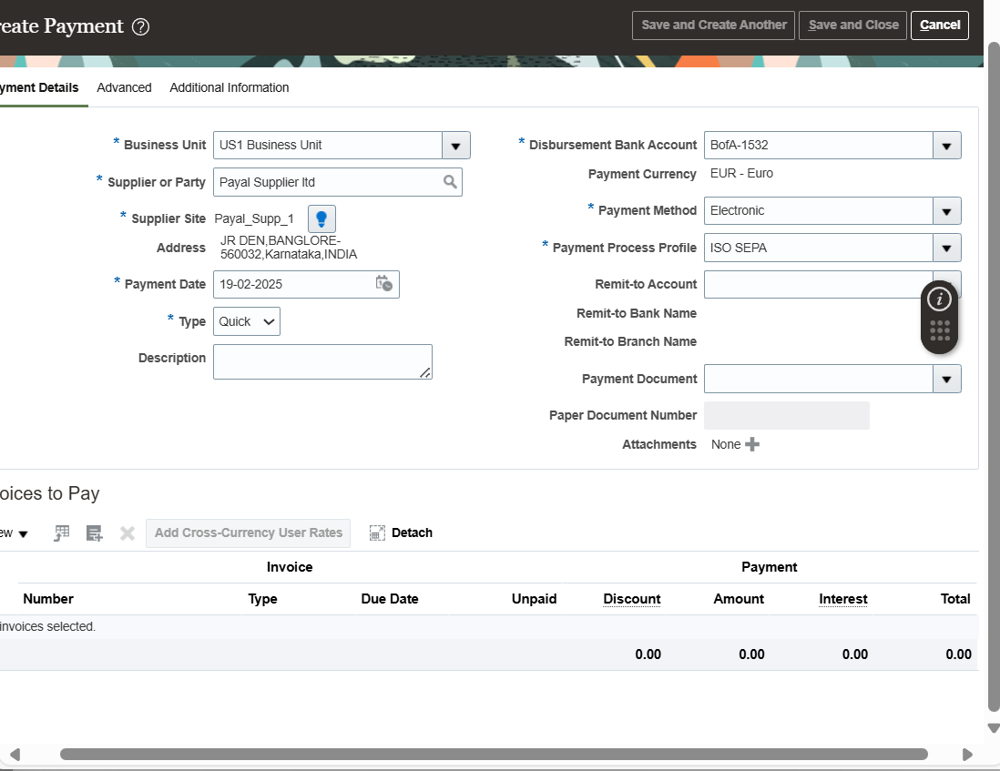 reate Payment ?
Save and Create Another Save and Close Cancel
yment Details Advanced Additional Information
* Business Unit US1 Business Unit
* Supplier or Party Payal Supplier ltd
* Supplier Site Payal_Supp_1
Address JR DEN,BANGLORE-
560032,Karnataka,INDIA
* Payment Date 19-02-2025
* Type Quick
Description
* Disbursement Bank Account BofA-1532
Payment Currency EUR - Euro
* Payment Method Electronic
* Payment Process Profile ISO SEPA
Remit-to Account
i
Remit-to Bank Name
Remit-to Branch Name
Payment Document
Paper Document Number
Attachments None
oices to Pay
ew Add Cross-Currency User Rates Detach
Invoice Payment
Number Type Due Date Unpaid Discount Amount Interest Total
invoices selected.
0.00 0.00 0.00 0.00